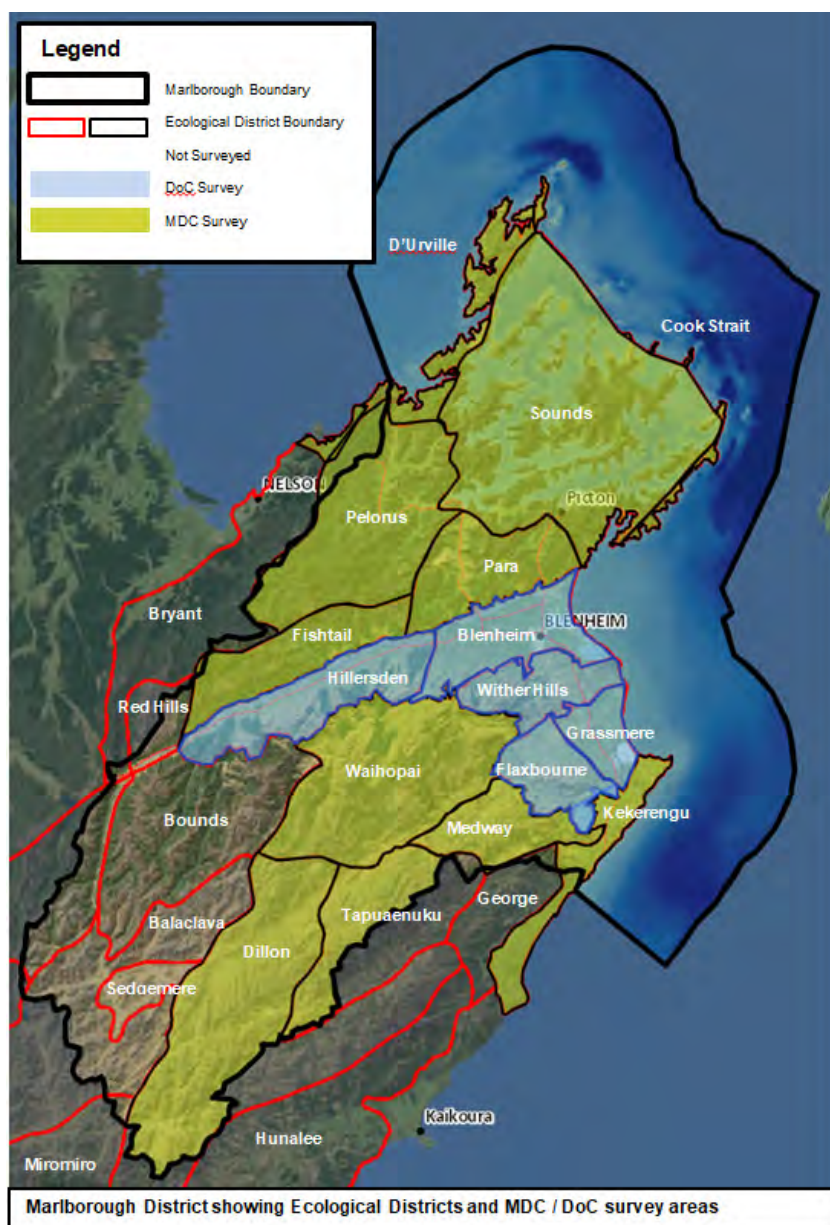 Legend
Marlborough Boundary
Ecological District Boundary
Not Surveyed
DoC Survey
MDC Survey
D'Urville
Cook Strait
Sounds
NELSON
Picton
Pelorus
Para
Bryant
Fishtail
Blenheim
BLENHEIM
Hillersden
Wither Hills
Red Hills
Grassmere
Waihopai
Flaxbourne
Kekerengu
Bounds
Medway
George
Tapuaenuku
Balaclava
Dillon
Sedgemere
Kaikoura
Hunalee
Miromiro
Marlborough District showing Ecological Districts and MDC / DoC survey areas